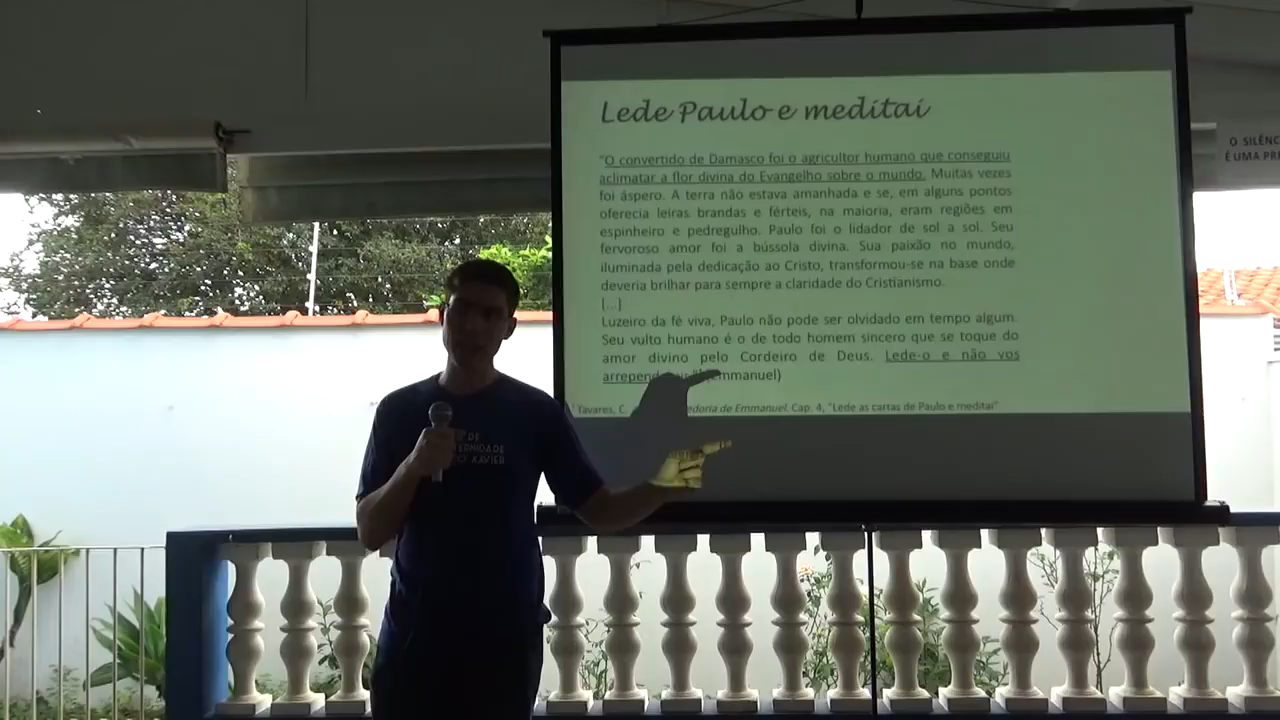 Lede Paulo e meditai
"O convertido de Damasco foi o agricultor humano que conseguiu
aclimatar a flor divina do Evangelho sobre o mundo. Muitas vezes
foi áspero. A terra não estava amanhada e se, em alguns pontos
oferecia leiras brandas e férteis, na maioria, eram regiões em
espinheiro e pedregulho. Paulo foi o lidador de sol a sol. Seu
fervoroso amor foi a bússola divina. Sua paixão no mundo,
iluminada pela dedicação ao Cristo, transformou-se na base onde
deveria brilhar para sempre a claridade do Cristianismo.
[...]
Luzeiro da fé viva, Paulo não pode ser olvidado em tempo algum.
Seu vulto humano é o de todo homem sincero que se toque do
amor divino pelo Cordeiro de Deus. Lede-o e não vos
(Emmanuel)
Tavares, C. de Emmanuel. Cap. 4, "Lede as cartas de Paulo e meditai"
O SILÊNC
É UMA PR
DE
XAVIER